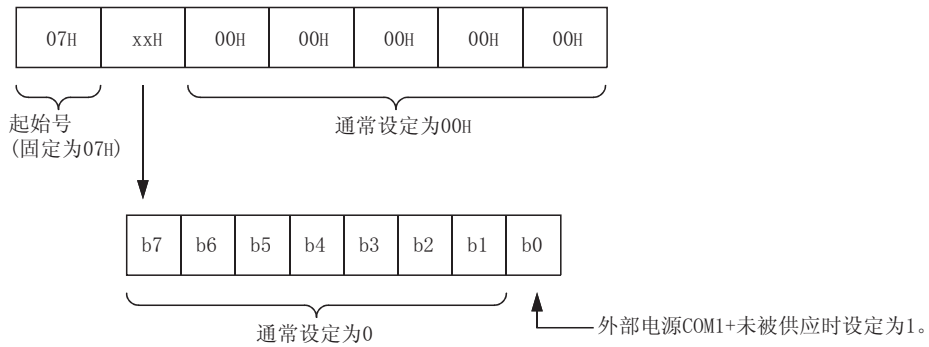 07H xxH 00H 00H 00H 00H 00H
起始号
(固定为07H)
通常设定为00H
b7 b6 b5 b4 b3 b2 b1 b0
通常设定为0
外部电源COM1+未被供应时设定为1。